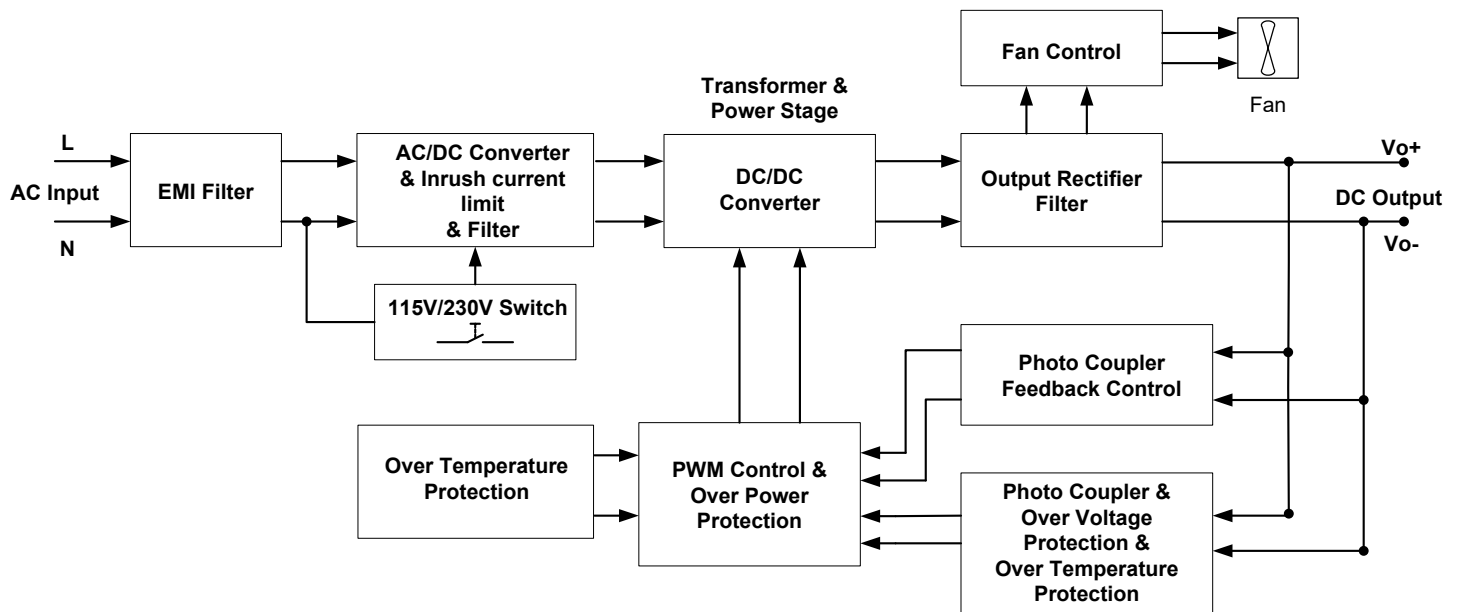 Fan Control
Fan
Transformer &
Power Stage
L
AC Input
N
EMI Filter
AC/DC Converter
& Inrush current
limit
& Filter
DC/DC
Converter
Output Rectifier
Filter
Vo+
DC Output
Vo-
115V/230V Switch
Photo Coupler
Feedback Control
Over Temperature
Protection
PWM Control &
Over Power
Protection
Photo Coupler &
Over Voltage
Protection &
Over Temperature
Protection